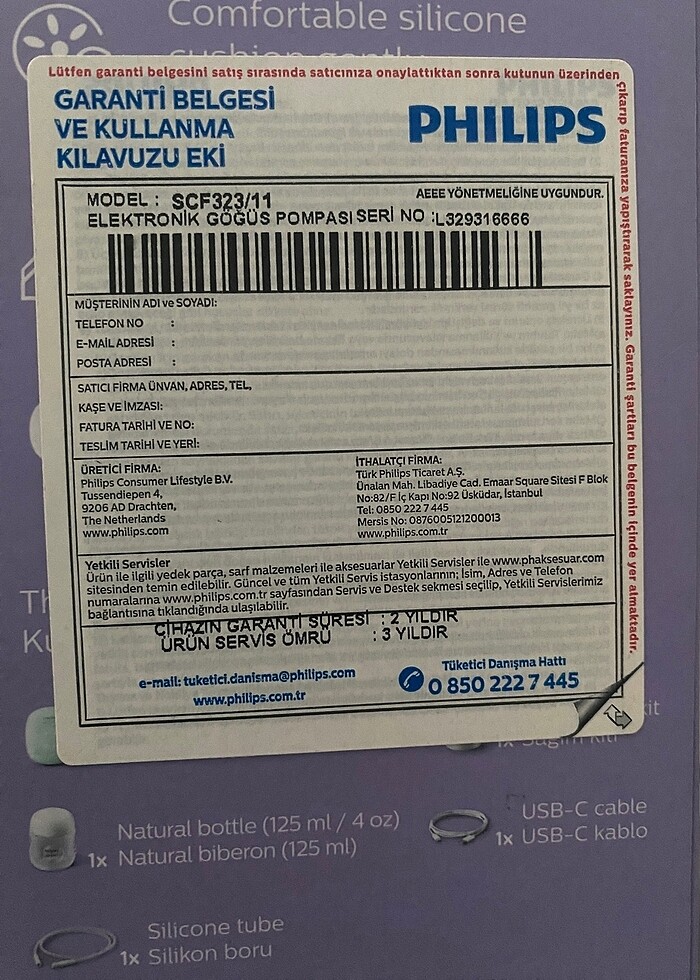 Comfortable silicone
Lütfen garanti belgesini satış sırasında satıcınıza onaylattıktan sonra kutunun üzerinden
çıkarıp faturanıza yapıştırarak saklayınız. Garanti şartları bu belgenin içinde yer almaktadır.
GARANTİ BELGESİ
VE KULLANMA
KILAVUZU EKİ
PHILIPS
MODEL : SCF323/11
AEEE YÖNETMELİĞİNE UYGUNDUR.
ELEKTRONİK GÖĞÜS POMPASI SERİ NO :L329316666
MÜŞTERİNİN ADI ve SOYADI:
TELEFON NO :
E-MAIL ADRESİ :
POSTA ADRESİ :
SATICI FİRMA ÜNVAN, ADRES, TEL,
KAŞE VE İMZASI:
FATURA TARİHİ VE NO:
TESLİM TARİHİ VE YERİ:
ÜRETİCİ FİRMA:
Philips Consumer Lifestyle B.V.
Tussendiepen 4,
9206 AD Drachten,
The Netherlands
www.philips.com
İTHALATÇI FİRMA:
Türk Philips Ticaret A.Ş.
Ünalan Mah. Libadiye Cad. Emaar Square Sitesi F Blok
No:82/F İç Kapı No:92 Üsküdar, İstanbul
Tel: 0850 222 7 445
Mersis No: 0876005121200013
www.philips.com.tr
Yetkili Servisler
Ürün ile ilgili yedek parça, sarf malzemeleri ile aksesuarlar Yetkili Servisler ile www.phaksesuar.com
sitesinden temin edilebilir. Güncel ve tüm Yetkili Servis istasyonlarının; İsim, Adres ve Telefon
numaralarına www.philips.com.tr sayfasından Servis ve Destek sekmesi seçilip, Yetkili Servislerimiz
bağlantısına tıklandığında ulaşılabilir.
CİHAZIN GARANTİ SÜRESİ : 2 YILDIR
ÜRÜN SERVİS ÖMRÜ : 3 YILDIR
e-mail: tuketici.danisma@philips.com
www.philips.com.tr
Tüketici Danışma Hattı
0 850 222 7 445
1x Sağım kiti
Natural bottle (125 ml / 4 oz)
1x Natural biberon (125 ml)
USB-C cable
1x USB-C kablo
Silicone tube
1x Silikon boru